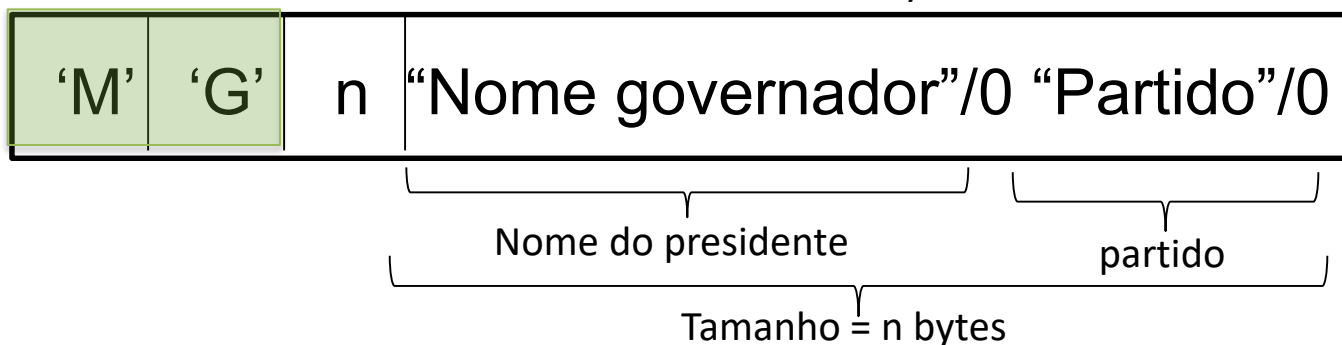 ‘M’ ‘G’ n “Nome governador”/0 “Partido”/0
Nome do presidente partido
Tamanho = n bytes